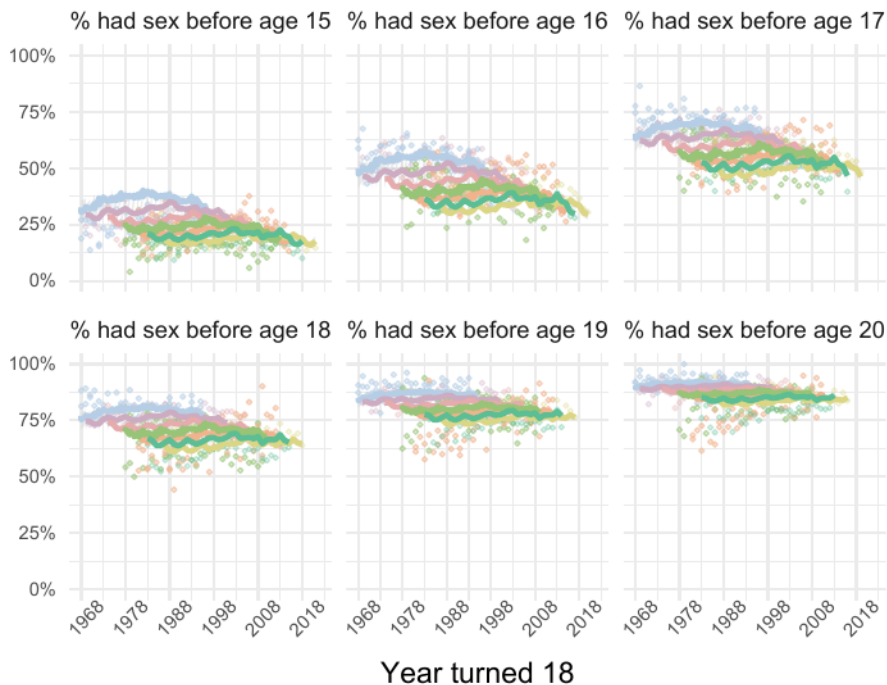 % had sex before age 15 % had sex before age 16 % had sex before age 17
100%
75%
50%
25%
0%
% had sex before age 18 % had sex before age 19 % had sex before age 20
100%
75%
50%
25%
0%
1968 1978 1988 1998 2008 2018 1968 1978 1988 1998 2008 2018 1968 1978 1988 1998 2008 2018
Year turned 18